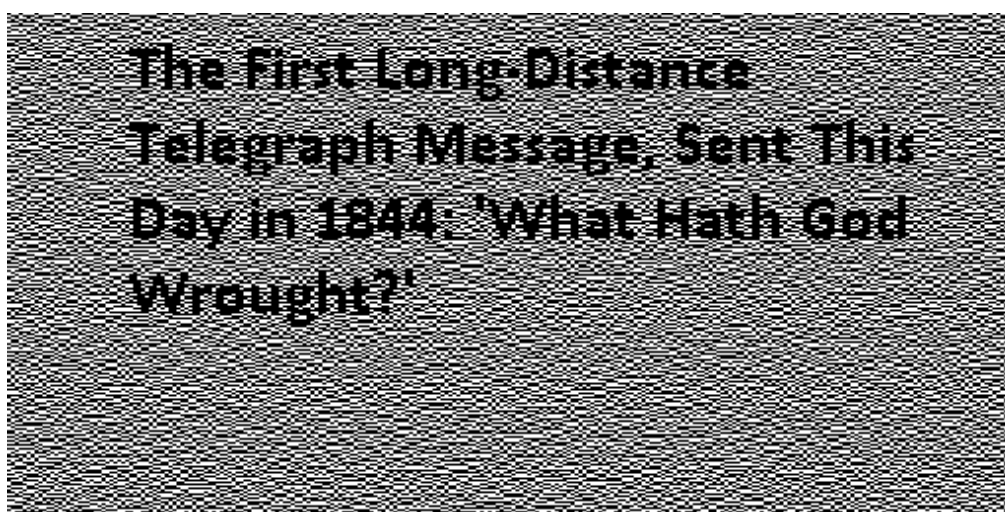 The First Long-Distance
Telegraph Message, Sent This
Day in 1844: 'What Hath God
Wrought?'